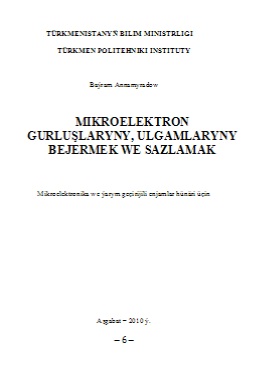 TÜRKMENISTANYŇ BILIM MINISTRLIGI
TÜRKMEN POLITEHNIKI INSTITUTY
Bajram Annamyradow
MIKROELEKTRON
GURLUŞLARYNY, ULGAMLARYNY
BEJERMEK WE SAZLAMAK
Mikroelektronika we ýarym geçirijili enjamlar hünäri üçin
Aşgabat – 2010 ý.
– 6 –